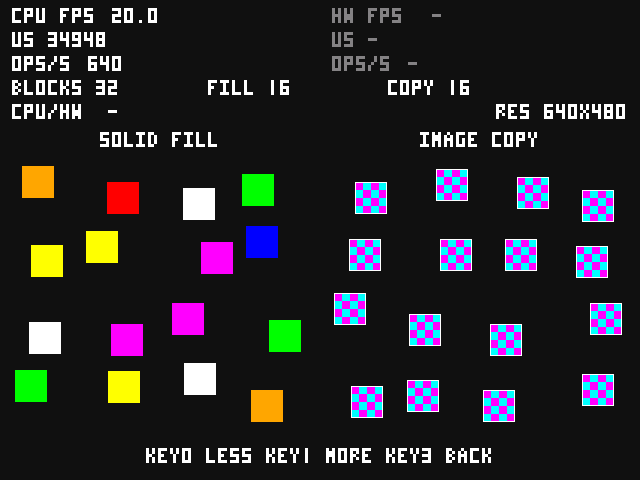 CPU FPS 20.0 HW FPS -
US 34948 US -
OPS/S 640 OPS/S -
BLOCKS 32 FILL 16 COPY 16
CPU/HW - RES 640X480
SOLID FILL IMAGE COPY
KEY0 LESS KEY1 MORE KEY3 BACK